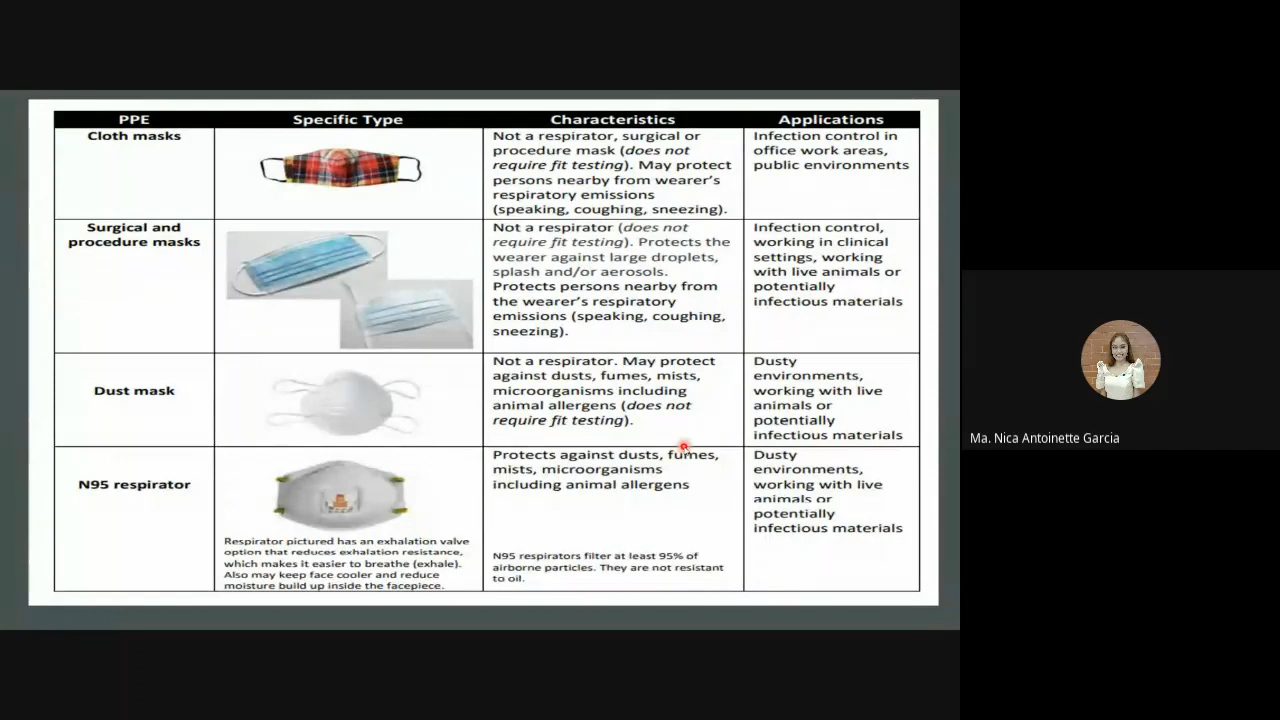 PPE
Specific Type
Characteristics
Applications
Cloth masks
Not a respirator, surgical or
procedure mask (does not
require fit testing). May protect
persons nearby from wearer's
respiratory emissions
(speaking, coughing, sneezing).
Infection control in
office work areas,
public environments
Surgical and
procedure masks
Not a respirator (does not
require fit testing). Protects the
wearer against large droplets,
splash and/or aerosols.
Protects persons nearby from
the wearer's respiratory
emissions (speaking, coughing,
sneezing).
Infection control,
working in clinical
settings, working
with live animals or
potentially
infectious materials
Dust mask
Not a respirator. May protect
against dusts, fumes, mists,
microorganisms including
animal allergens (does not
require fit testing).
Dusty
environments,
working with live
animals or
potentially
infectious materials
N95 respirator
Respirator pictured has an exhalation valve
option that reduces exhalation resistance,
which makes it easier to breathe (exhale).
Also may keep face cooler and reduce
moisture build up inside the facepiece.
Protects against dusts, fumes,
mists, microorganisms
including animal allergens
N95 respirators filter at least 95% of
airborne particles. They are not resistant
to oil.
Dusty
environments,
working with live
animals or
potentially
infectious materials
Ma. Nica Antoinette Garcia